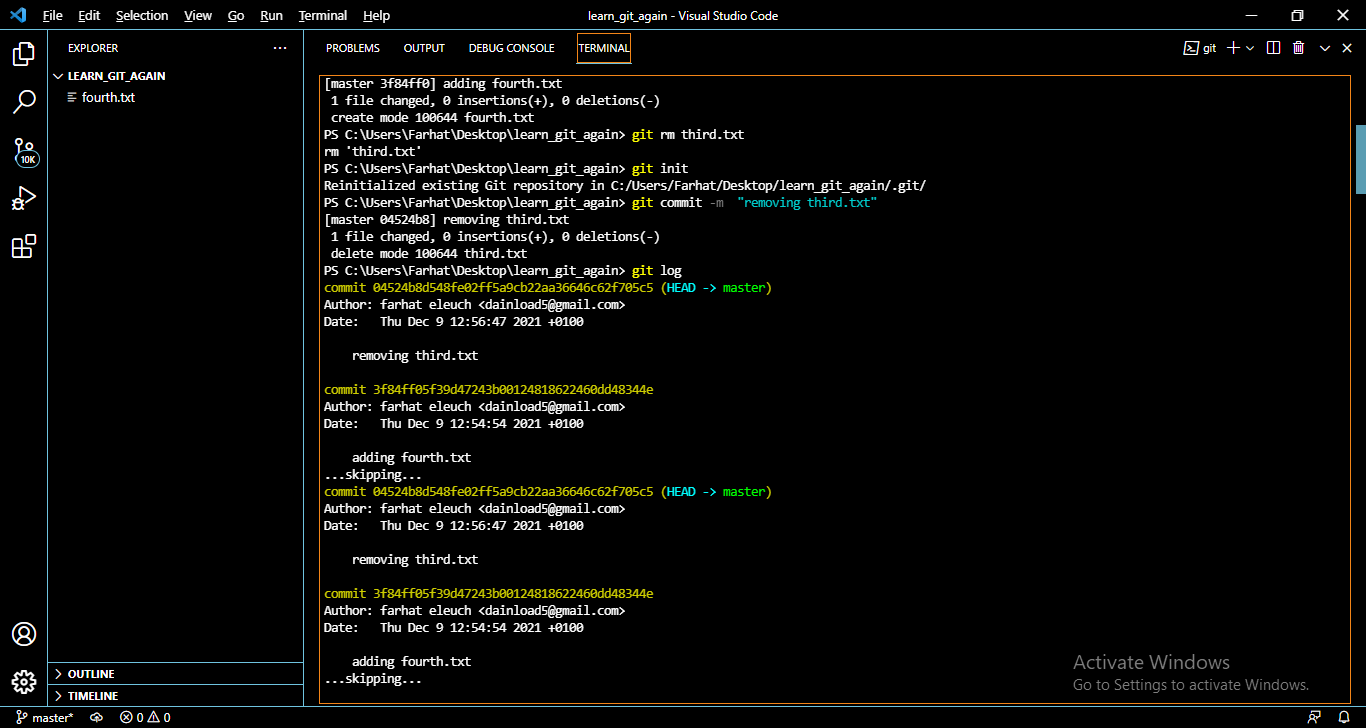 File Edit Selection View Go Run Terminal Help
learn_git_again - Visual Studio Code
EXPLORER
LEARN_GIT_AGAIN
fourth.txt
10K
OUTLINE
TIMELINE
PROBLEMS OUTPUT DEBUG CONSOLE TERMINAL
git
[master 3f84ff0] adding fourth.txt
1 file changed, 0 insertions(+), 0 deletions(-)
create mode 100644 fourth.txt
PS C:\Users\Farhat\Desktop\learn_git_again> git rm third.txt
rm 'third.txt'
PS C:\Users\Farhat\Desktop\learn_git_again> git init
Reinitialized existing Git repository in C:/Users/Farhat/Desktop/learn_git_again/.git/
PS C:\Users\Farhat\Desktop\learn_git_again> git commit -m "removing third.txt"
[master 04524b8] removing third.txt
1 file changed, 0 insertions(+), 0 deletions(-)
delete mode 100644 third.txt
PS C:\Users\Farhat\Desktop\learn_git_again> git log
commit 04524b8d548fe02ff5a9cb22aa36646c62f705c5 (HEAD -> master)
Author: farhat eleuch <dainload5@gmail.com>
Date: Thu Dec 9 12:56:47 2021 +0100
removing third.txt
commit 3f84ff05f39d47243b00124818622460dd48344e
Author: farhat eleuch <dainload5@gmail.com>
Date: Thu Dec 9 12:54:54 2021 +0100
adding fourth.txt
...skipping...
commit 04524b8d548fe02ff5a9cb22aa36646c62f705c5 (HEAD -> master)
Author: farhat eleuch <dainload5@gmail.com>
Date: Thu Dec 9 12:56:47 2021 +0100
removing third.txt
commit 3f84ff05f39d47243b00124818622460dd48344e
Author: farhat eleuch <dainload5@gmail.com>
Date: Thu Dec 9 12:54:54 2021 +0100
adding fourth.txt
...skipping...
Activate Windows
Go to Settings to activate Windows.
master* 0 0